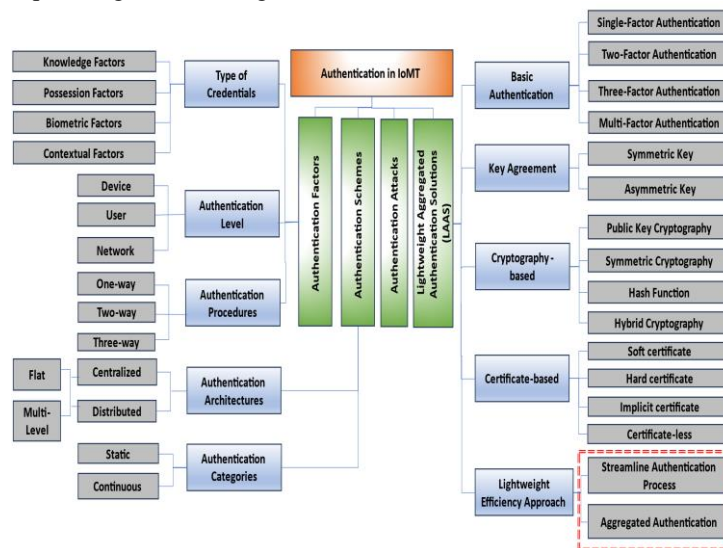 Authentication in IoMT
Authentication Factors
Authentication Schemes
Authentication Attacks
Lightweight Aggregated
Authentication Solutions
(LAAS)
Type of
Credentials
Knowledge Factors
Possession Factors
Biometric Factors
Contextual Factors
Authentication
Level
Device
User
Network
Authentication
Procedures
One-way
Two-way
Three-way
Authentication
Architectures
Centralized
Distributed
Flat
Multi-
Level
Authentication
Categories
Static
Continuous
Basic
Authentication
Single-Factor Authentication
Two-Factor Authentication
Three-Factor Authentication
Multi-Factor Authentication
Key Agreement
Symmetric Key
Asymmetric Key
Cryptography-
based
Public Key Cryptography
Symmetric Cryptography
Hash Function
Hybrid Cryptography
Certificate-based
Soft certificate
Hard certificate
Implicit certificate
Certificate-less
Lightweight
Efficiency Approach
Streamline Authentication
Process
Aggregated Authentication